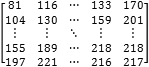 81 116 ⋯ 133 170
104 130 ⋯ 159 201
⋮ ⋮ ⋱ ⋮ ⋮
155 189 ⋯ 218 218
197 221 ⋯ 216 217